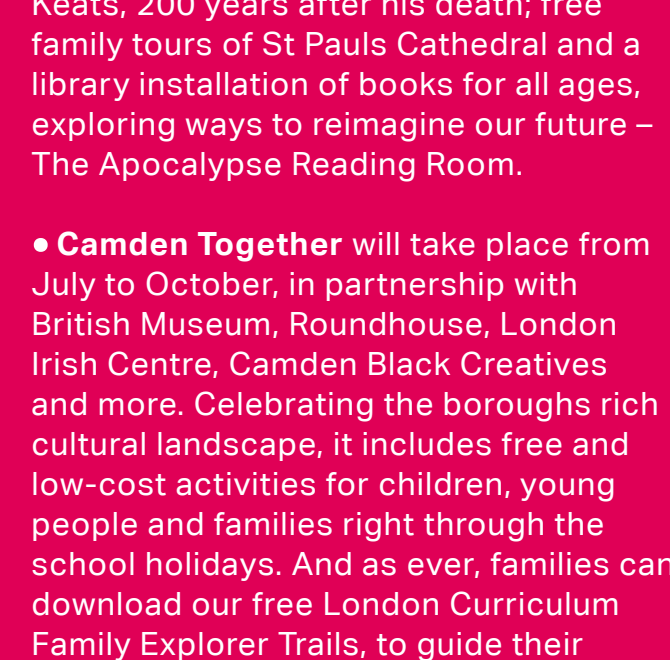 Keats, 200 years after his death; free
family tours of St Pauls Cathedral and a
library installation of books for all ages,
exploring ways to reimagine our future –
The Apocalypse Reading Room.
● Camden Together will take place from
July to October, in partnership with
British Museum, Roundhouse, London
Irish Centre, Camden Black Creatives
and more. Celebrating the boroughs rich
cultural landscape, it includes free and
low-cost activities for children, young
people and families right through the
school holidays. And as ever, families can
download our free London Curriculum
Family Explorer Trails, to guide their